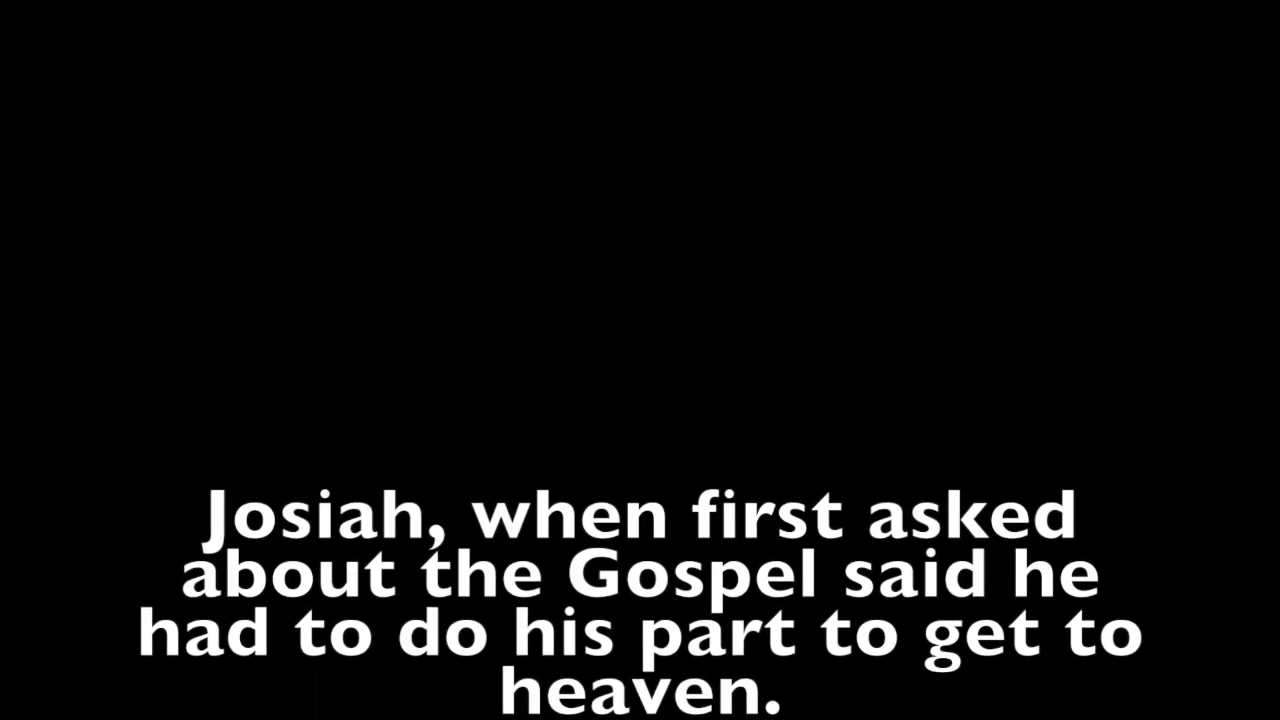 Josiah, when first asked
about the Gospel said he
had to do his part to get to
heaven.